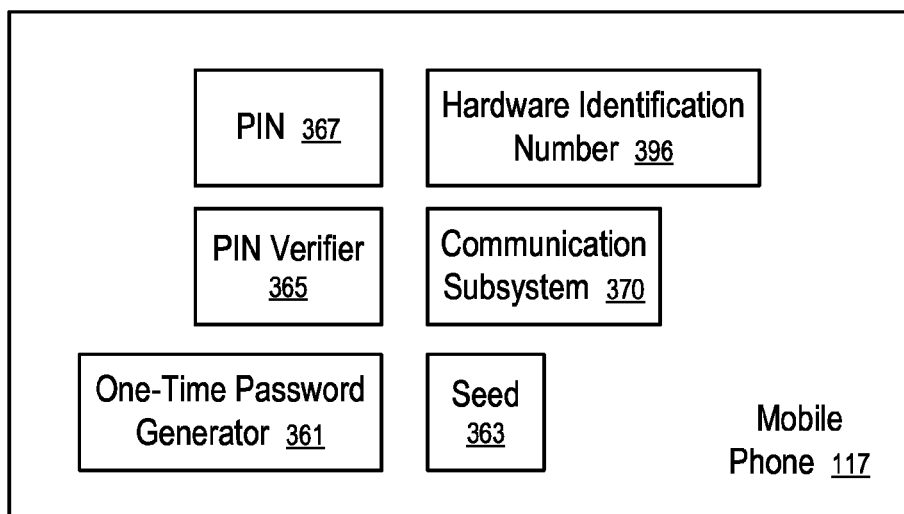 PIN 367
Hardware Identification
Number 396
PIN Verifier
365
Communication
Subsystem 370
One-Time Password
Generator 361
Seed
363
Mobile
Phone 117